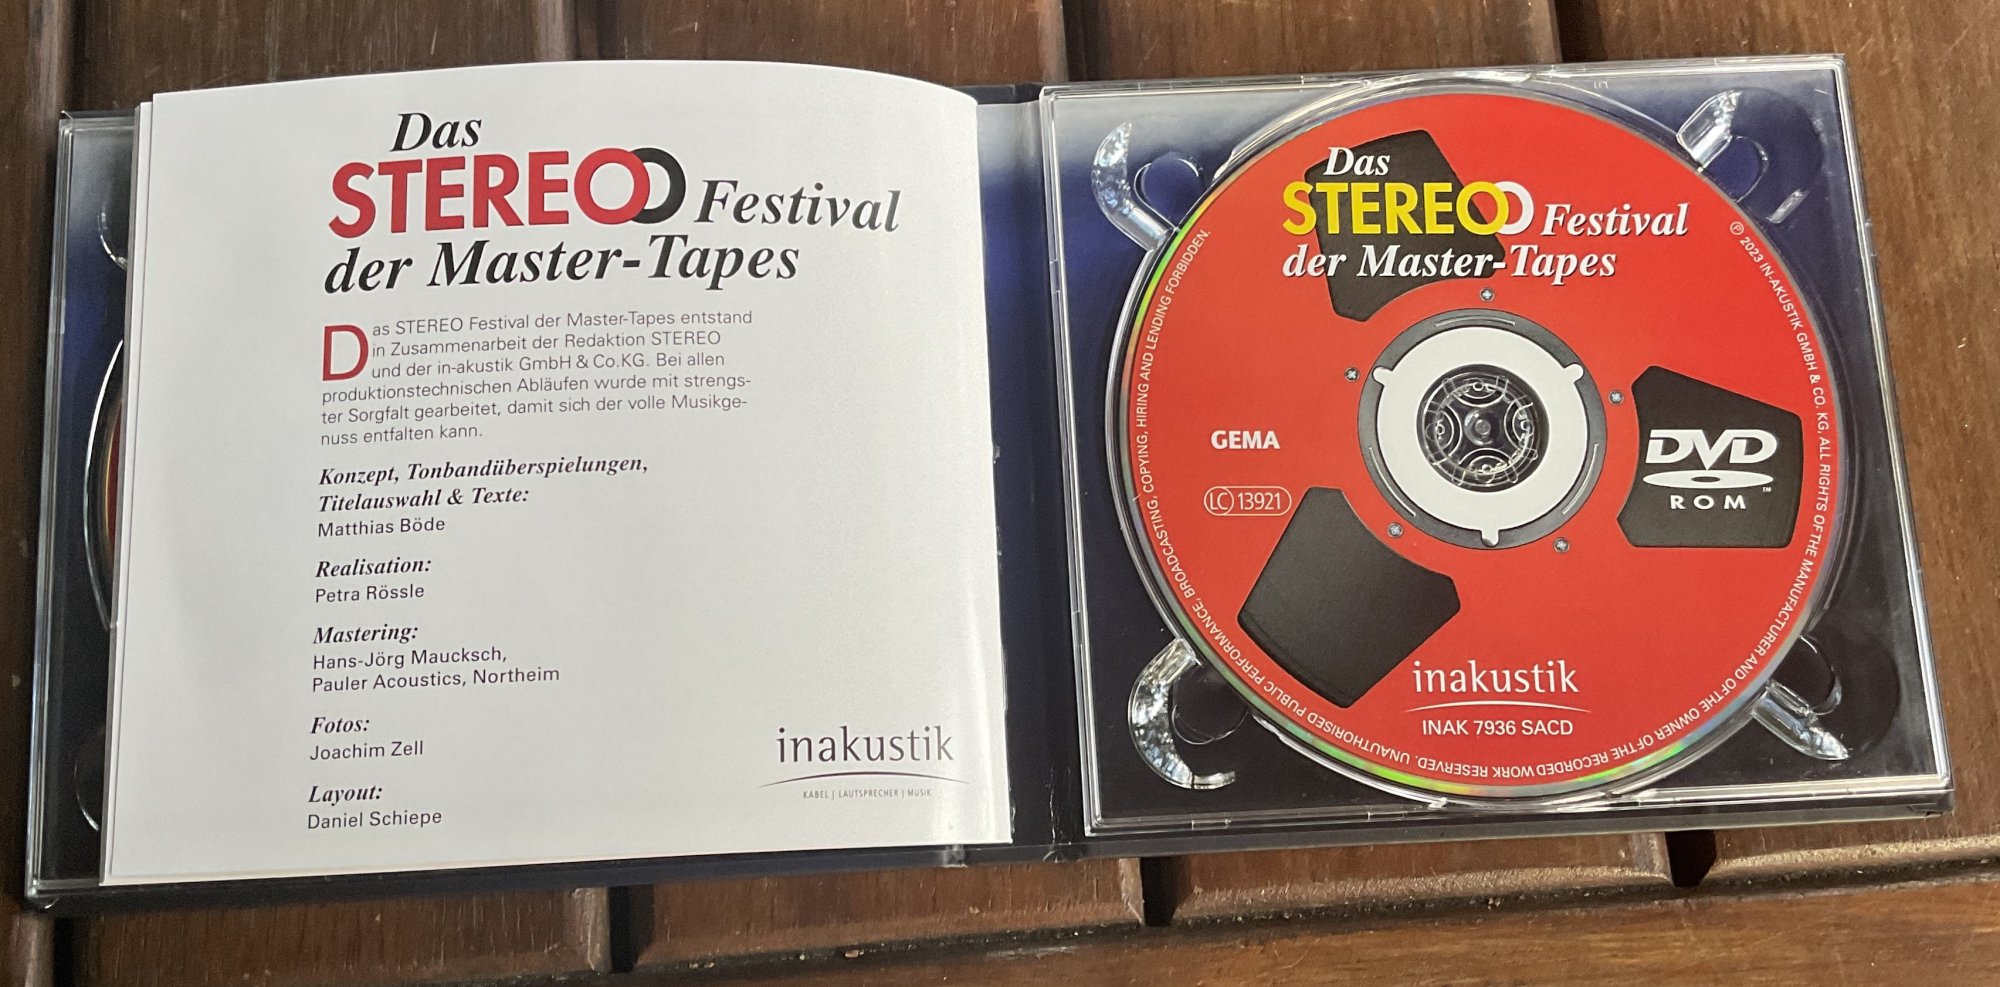 Das
STEREO Festival
der Master-Tapes
Das STEREO Festival der Master-Tapes entstand
in Zusammenarbeit der Redaktion STEREO
und der in-akustik GmbH & Co.KG. Bei allen
produktionstechnischen Abläufen wurde mit strengs-
ter Sorgfalt gearbeitet, damit sich der volle Musikge-
nuss entfalten kann.
Konzept, Tonbandüberspielungen,
Titelauswahl & Texte:
Matthias Böde
Realisation:
Petra Rössle
Mastering:
Hans-Jörg Maucksch,
Pauler Acoustics, Northeim
Fotos:
Joachim Zell
Layout:
Daniel Schiepe
inakustik
KABEL | LAUTSPRECHER | MUSIK
Das
STEREO Festival
der Master-Tapes
GEMA
LC 13921
DVD
ROM™
inakustik
INAK 7936 SACD
℗ 2023 IN-AKUSTIK GMBH & CO. KG. ALL RIGHTS OF THE MANUFACTURER AND OF THE OWNER OF THE RECORDED WORK RESERVED. UNAUTHORISED PUBLIC PERFORMANCE, BROADCASTING, COPYING, HIRING AND LENDING FORBIDDEN.